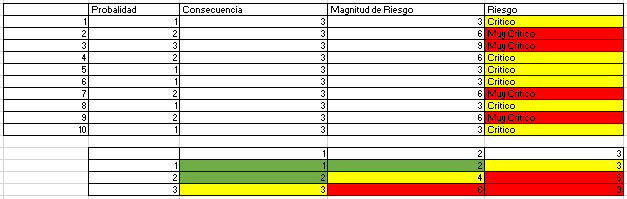 Probalidad Consecuencia Magnitud de Riesgo Riesgo
1 1 3 3 Critico
2 2 3 6 Muy Critico
3 3 3 9 Muy Critico
4 2 3 6 Critico
5 1 3 3 Critico
6 1 3 3 Critico
7 2 3 6 Muy Critico
8 1 3 3 Critico
9 2 3 6 Muy Critico
10 1 3 3 Critico
1 2 3
1 1 2 3
2 2 4 6
3 3 6 9